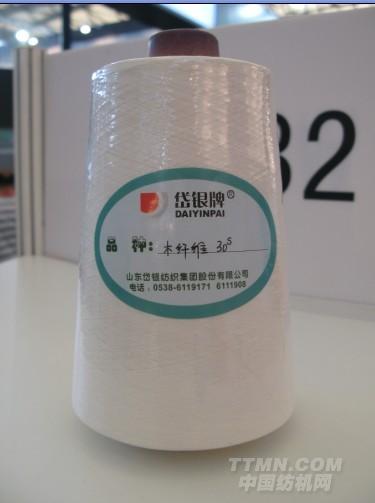 岱银牌®
DAIYINPAI
品 种: 木纤维 30S
山东岱银纺织集团股份有限公司
电话: 0538-6119171 6111908
32
TTMN.COM
中国纺机网